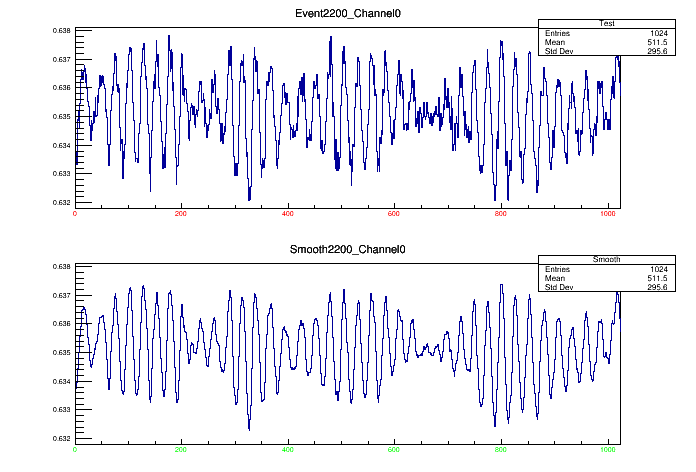 Event2200_Channel0
Test
Entries 1024
Mean 511.5
Std Dev 295.6
0.638
0.637
0.636
0.635
0.634
0.633
0.632
0 200 400 600 800 1000
Smooth2200_Channel0
Smooth
Entries 1024
Mean 511.5
Std Dev 295.6
0.638
0.637
0.636
0.635
0.634
0.633
0.632
0 200 400 600 800 1000